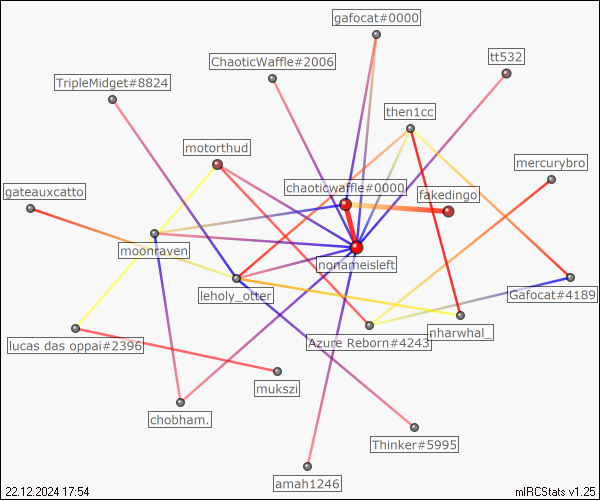 gafocat#0000
ChaoticWaffle#2006
tt532
TripleMidget#8824
then1cc
motorthud
mercurybro
gateauxcatto
chaoticwaffle#0000
fakedingo
moonraven
nonameisleft
leholy_otter
Gafocat#4189
lucas das oppai#2396
Azure Reborn#4243
nharwhal_
mukszi
chobham.
Thinker#5995
amah1246
22.12.2024 17:54
mIRCStats v1.25